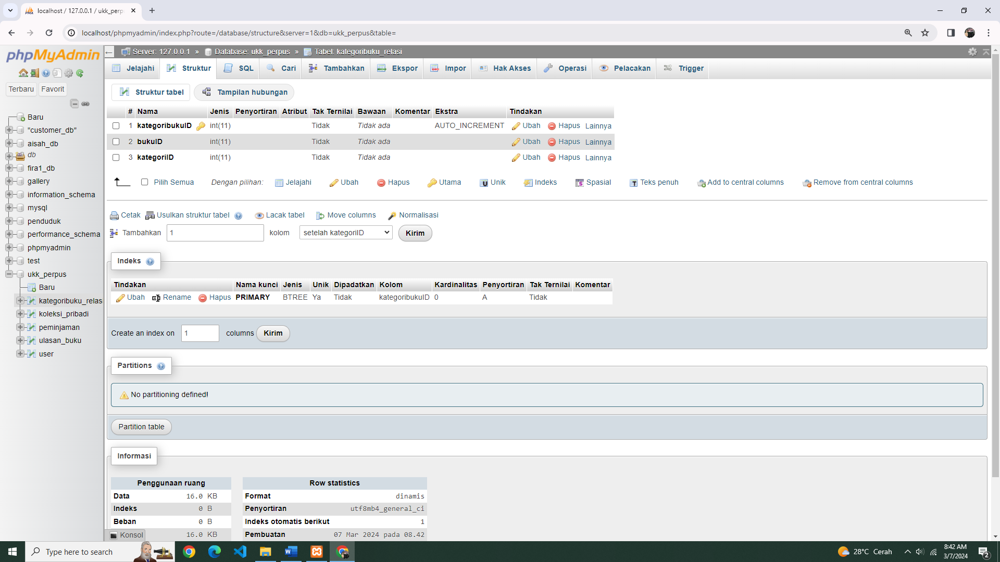 localhost / 127.0.0.1 / ukk_perp
localhost/phpmyadmin/index.php?route=/database/structure&server=1&db=ukk_perpus&table=
phpMyAdmin
Terbaru Favorit
Baru
"customer_db"
aisah_db
db
fira1_db
gallery
information_schema
mysql
penduduk
performance_schema
phpmyadmin
test
ukk_perpus
Baru
kategoribuku_relas
koleksi_pribadi
peminjaman
ulasan_buku
user
Server: 127.0.0.1 » Database: ukk_perpus » Tabel: kategoribuku_relasi
Jelajahi Struktur SQL Cari Tambahkan Ekspor Impor Hak Akses Operasi Pelacakan Trigger
Struktur tabel Tampilan hubungan
# Nama Jenis Penyortiran Atribut Tak Ternilai Bawaan Komentar Ekstra Tindakan
1 kategoribukuID int(11) Tidak Tidak ada AUTO_INCREMENT Ubah Hapus Lainnya
2 bukuID int(11) Tidak Tidak ada Ubah Hapus Lainnya
3 kategoriID int(11) Tidak Tidak ada Ubah Hapus Lainnya
Pilih Semua Dengan pilihan: Jelajahi Ubah Hapus Utama Unik Indeks Spasial Teks penuh Add to central columns Remove from central columns
Cetak Usulkan struktur tabel Lacak tabel Move columns Normalisasi
Tambahkan 1 kolom setelah kategoriID Kirim
Indeks
Tindakan Nama kunci Jenis Unik Dipadatkan Kolom Kardinalitas Penyortiran Tak Ternilai Komentar
Ubah Rename Hapus PRIMARY BTREE Ya Tidak kategoribukuID 0 A Tidak
Create an index on 1 columns Kirim
Partitions
No partitioning defined!
Partition table
Informasi
Penggunaan ruang
Data 16.0 KB
Indeks 0 B
Beban 0 B
16.0 KB
Row statistics
Format dinamis
Penyortiran utf8mb4_general_ci
Indeks otomatis berikut 1
Pembuatan 07 Mar 2024 pada 08.42
Konsol
Type here to search
28°C Cerah
8:42 AM
3/7/2024
2